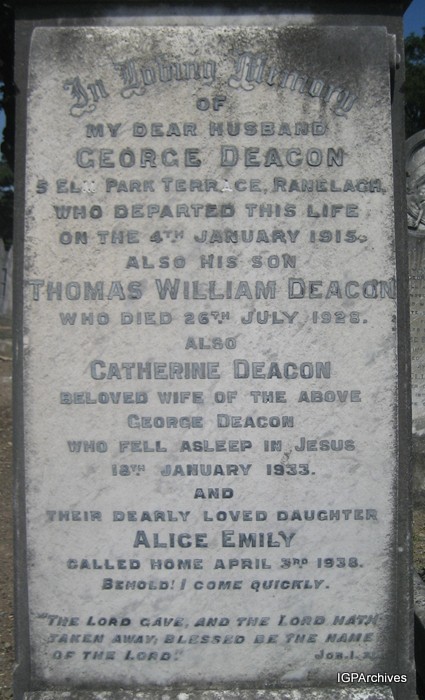 In Loving Memory
OF
MY DEAR HUSBAND
GEORGE DEACON
5 ELM PARK TERRACE, RANELAGH,
WHO DEPARTED THIS LIFE
ON THE 4TH JANUARY 1915.
ALSO HIS SON
THOMAS WILLIAM DEACON
WHO DIED 26TH JULY, 1928.
ALSO
CATHERINE DEACON
BELOVED WIFE OF THE ABOVE
GEORGE DEACON
WHO FELL ASLEEP IN JESUS
18TH JANUARY 1933.
AND
THEIR DEARLY LOVED DAUGHTER
ALICE EMILY
CALLED HOME APRIL 3RD 1938.
BEHOLD! I COME QUICKLY.
"THE LORD GAVE, AND THE LORD HATH
TAKEN AWAY; BLESSED BE THE NAME
OF THE LORD." JOB. I.
IGPArchives